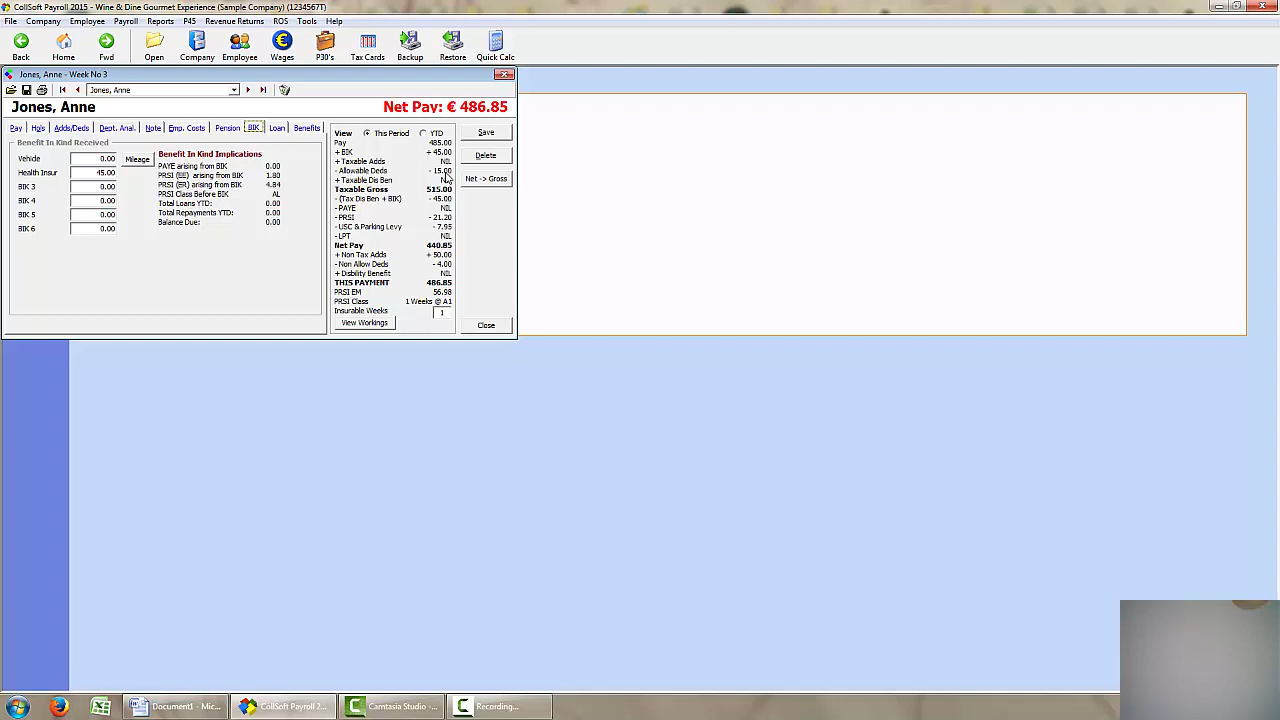 CollSoft Payroll 2015 - Wine & Dine Gourmet Experience (Sample Company) (1234567T)
File Company Employee Payroll Reports P45 Revenue Returns ROS Tools Help
Back Home Fwd Open Company Employee Wages P30's Tax Cards Backup Restore Quick Calc
Jones, Anne - Week No 3
Jones, Anne
Jones, Anne Net Pay: € 486.85
Pay Hols Adds/Deds Dept. Anal. Note Emp. Costs Pension BIK Loan Benefits
Benefit In Kind Received
Vehicle 0.00 Mileage
Health Insur 45.00
BIK 3 0.00
BIK 4 0.00
BIK 5 0.00
BIK 6 0.00
Benefit In Kind Implications
PAYE arising from BIK 0.00
PRSI (EE) arising from BIK 1.80
PRSI (ER) arising from BIK 4.84
PRSI Class Before BIK AL
Total Loans YTD: 0.00
Total Repayments YTD: 0.00
Balance Due: 0.00
View This Period YTD
Pay 485.00
+ BIK + 45.00
+ Taxable Adds NIL
- Allowable Deds - 15.00
+ Taxable Dis Ben
Taxable Gross 515.00
- (Tax Dis Ben + BIK) - 45.00
- PAYE NIL
- PRSI - 21.20
- USC & Parking Levy - 7.95
- LPT NIL
Net Pay 440.85
+ Non Tax Adds + 50.00
- Non Allow Deds - 4.00
+ Disbility Benefit NIL
THIS PAYMENT 486.85
PRSI EM 56.98
PRSI Class 1 Weeks @ A1
Insurable Weeks 1
View Workings
Save
Delete
Net -> Gross
Close
Document1 - Mic...
CollSoft Payroll 2...
Camtasia Studio -...
Recording...